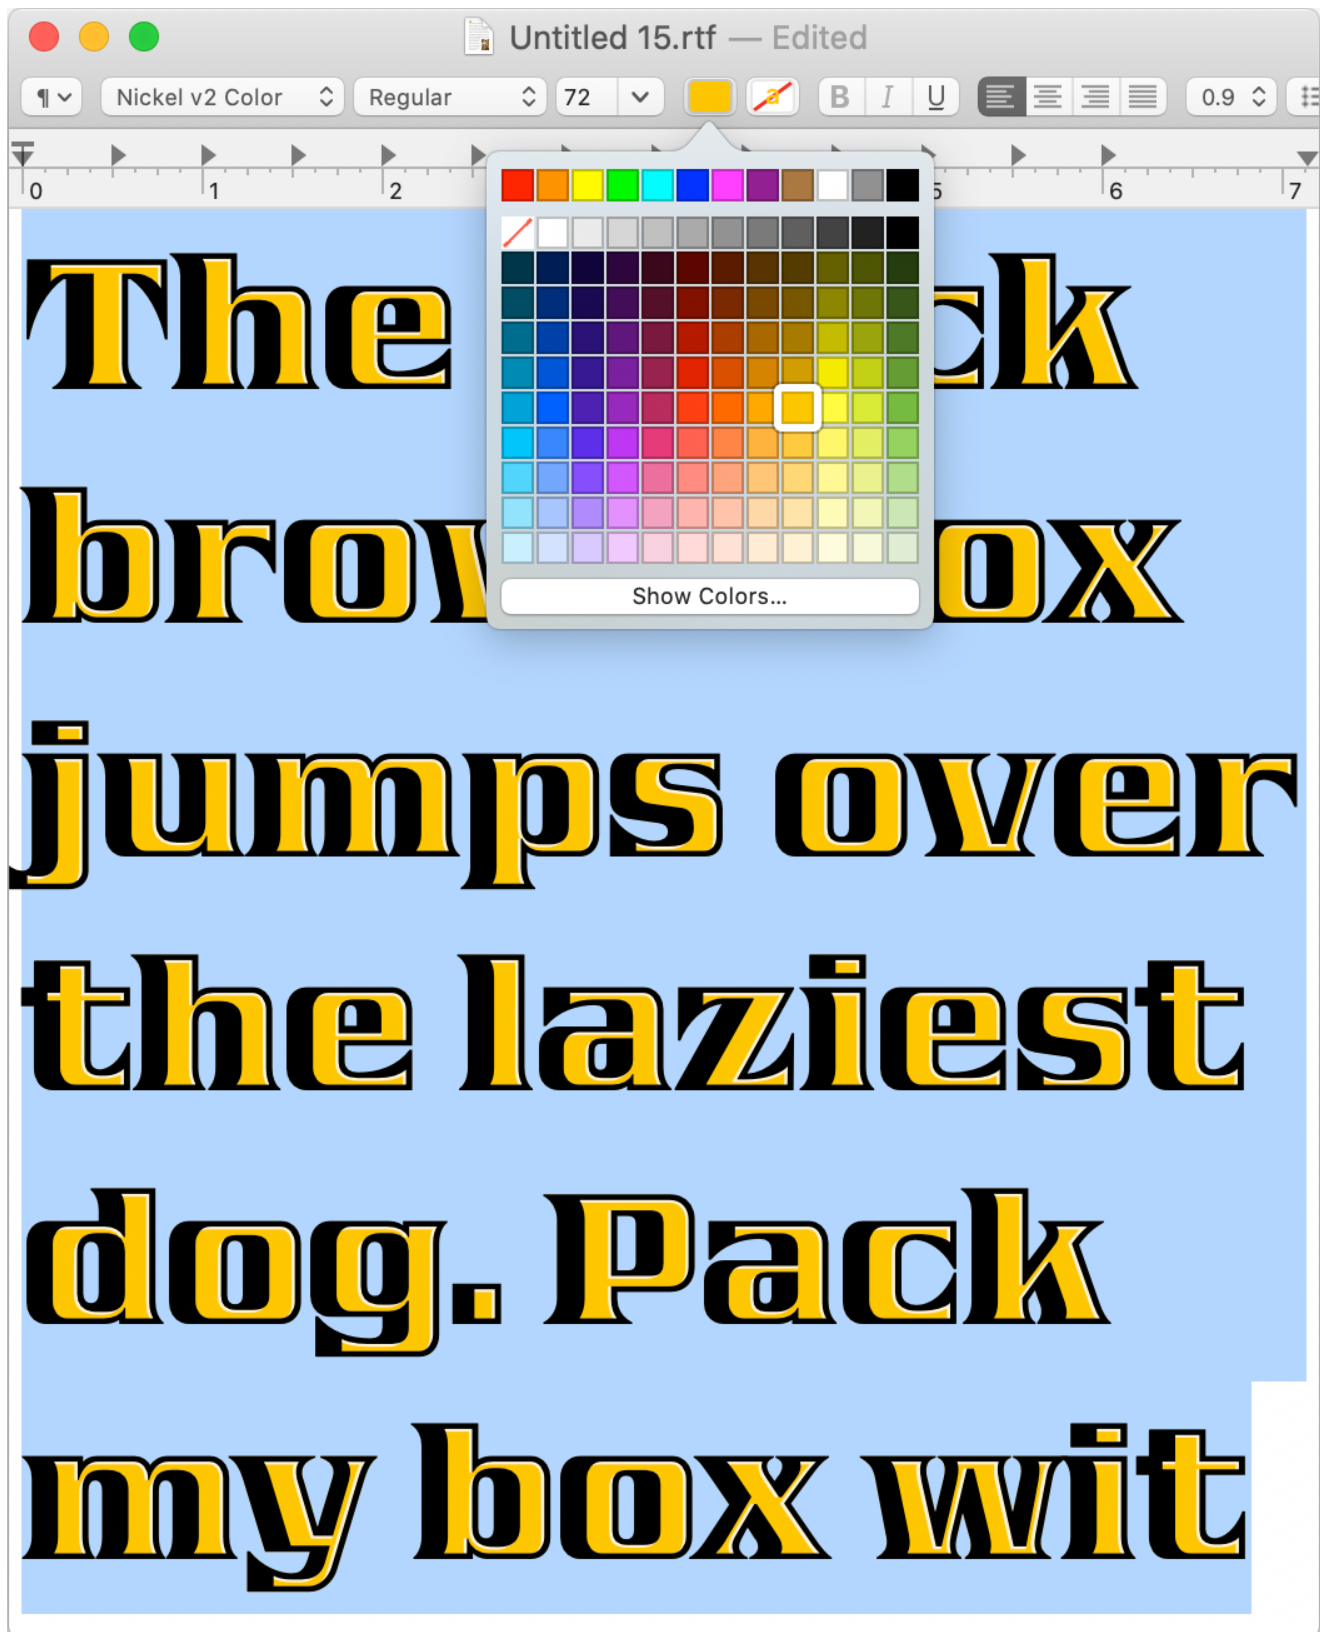 Untitled 15.rtf — Edited
¶ Nickel v2 Color Regular 72 a B I U 0.9
0 1 2 5 6 7
The ck
brov ox
Show Colors...
jumps over
the laziest
dog. Pack
my box wit